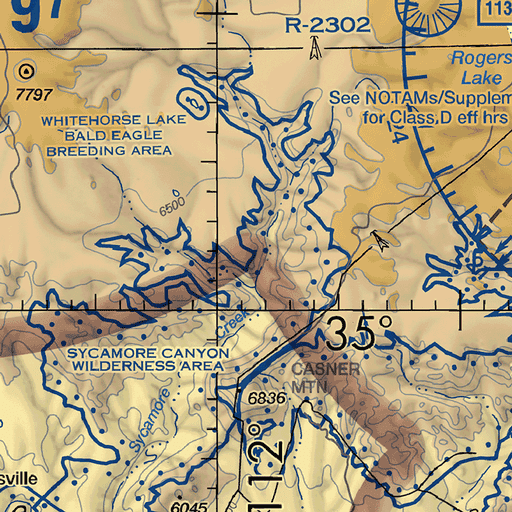 97
R-2302
113
Rogers
Lake
7797
See NOTAMs/Supplem
for Class D eff hrs
WHITEHORSE LAKE
BALD EAGLE
BREEDING AREA
6500
Creek
35°
SYCAMORE CANYON
WILDERNESS AREA
CASNER
MTN
6836
Sycamore
112°
sville
6045